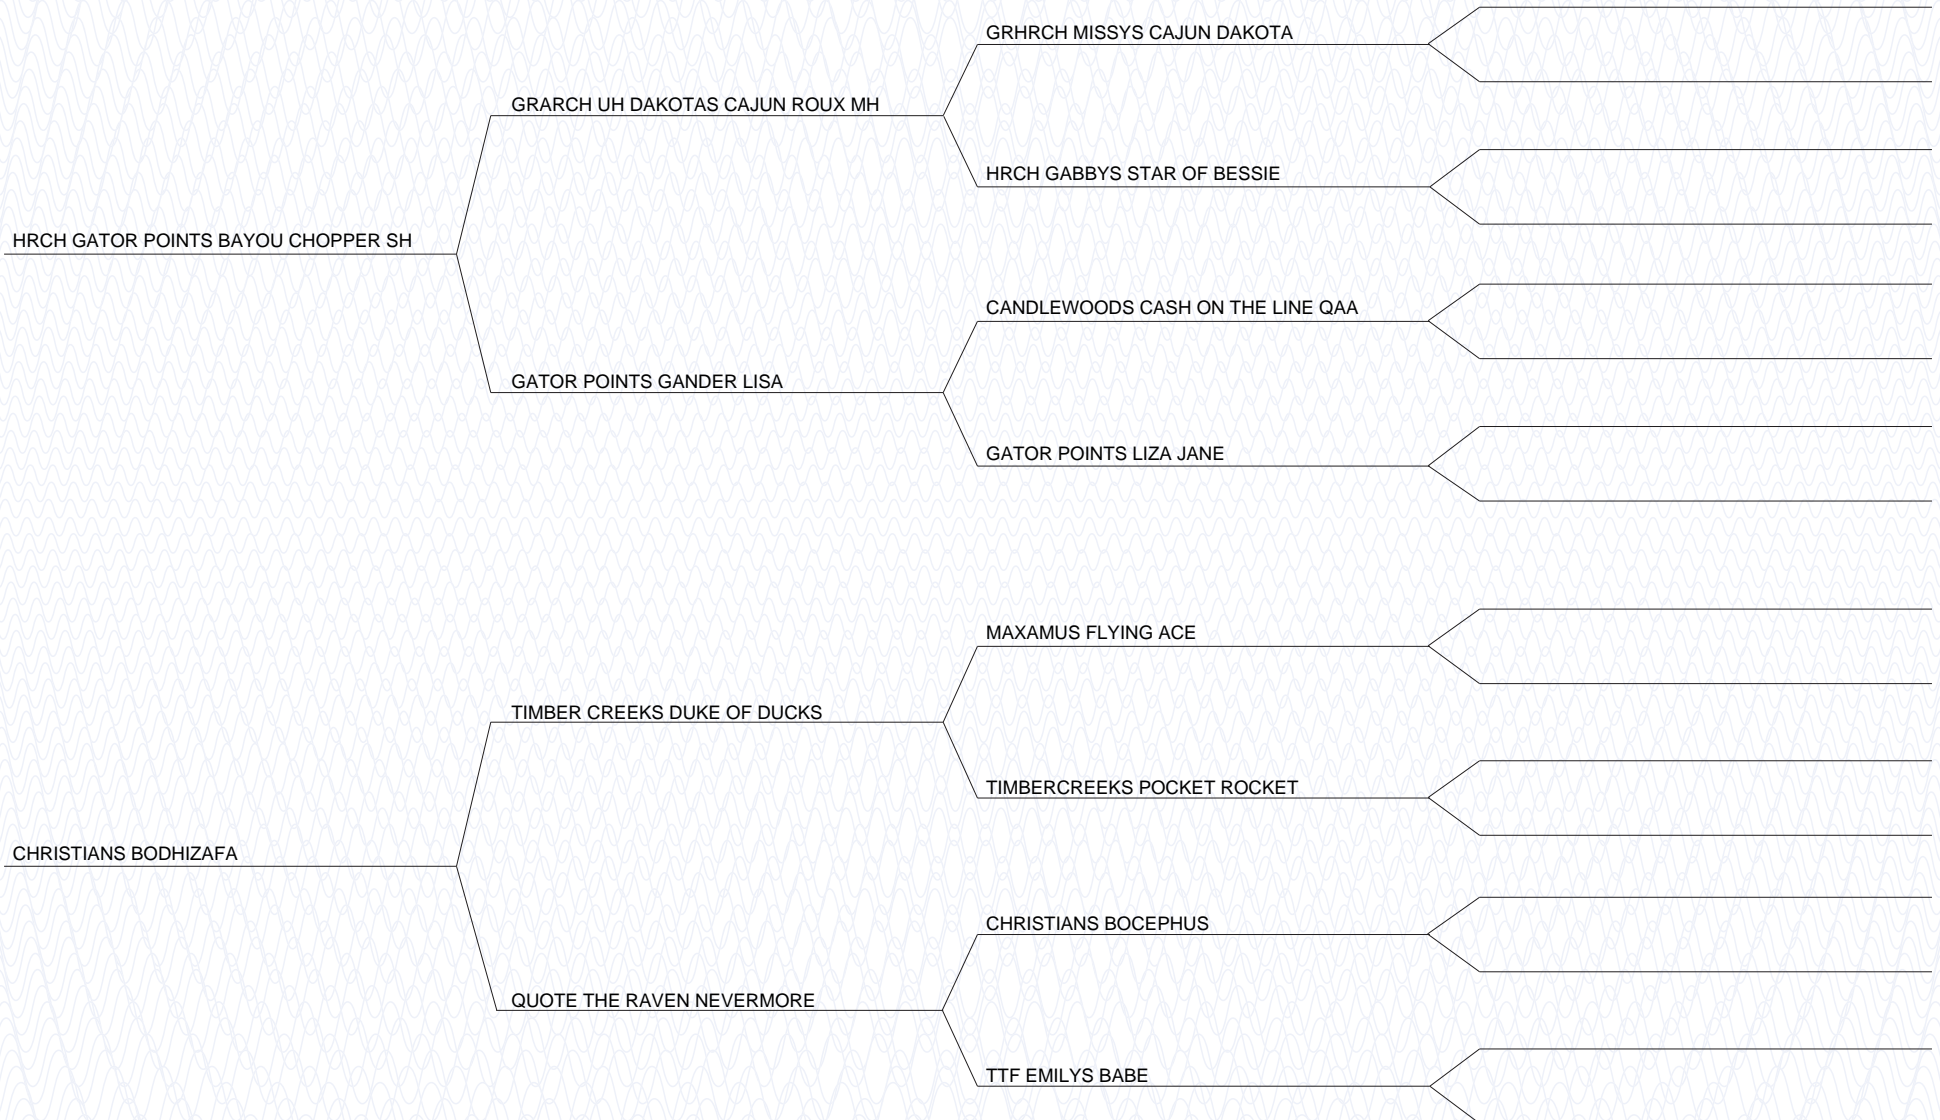 GRHRCH MISSYS CAJUN DAKOTA
GRARCH UH DAKOTAS CAJUN ROUX MH
HRCH GABBYS STAR OF BESSIE
HRCH GATOR POINTS BAYOU CHOPPER SH
CANDLEWOODS CASH ON THE LINE QAA
GATOR POINTS GANDER LISA
GATOR POINTS LIZA JANE
MAXAMUS FLYING ACE
TIMBER CREEKS DUKE OF DUCKS
TIMBERCREEKS POCKET ROCKET
CHRISTIANS BODHIZAFA
CHRISTIANS BOCEPHUS
QUOTE THE RAVEN NEVERMORE
TTF EMILYS BABE